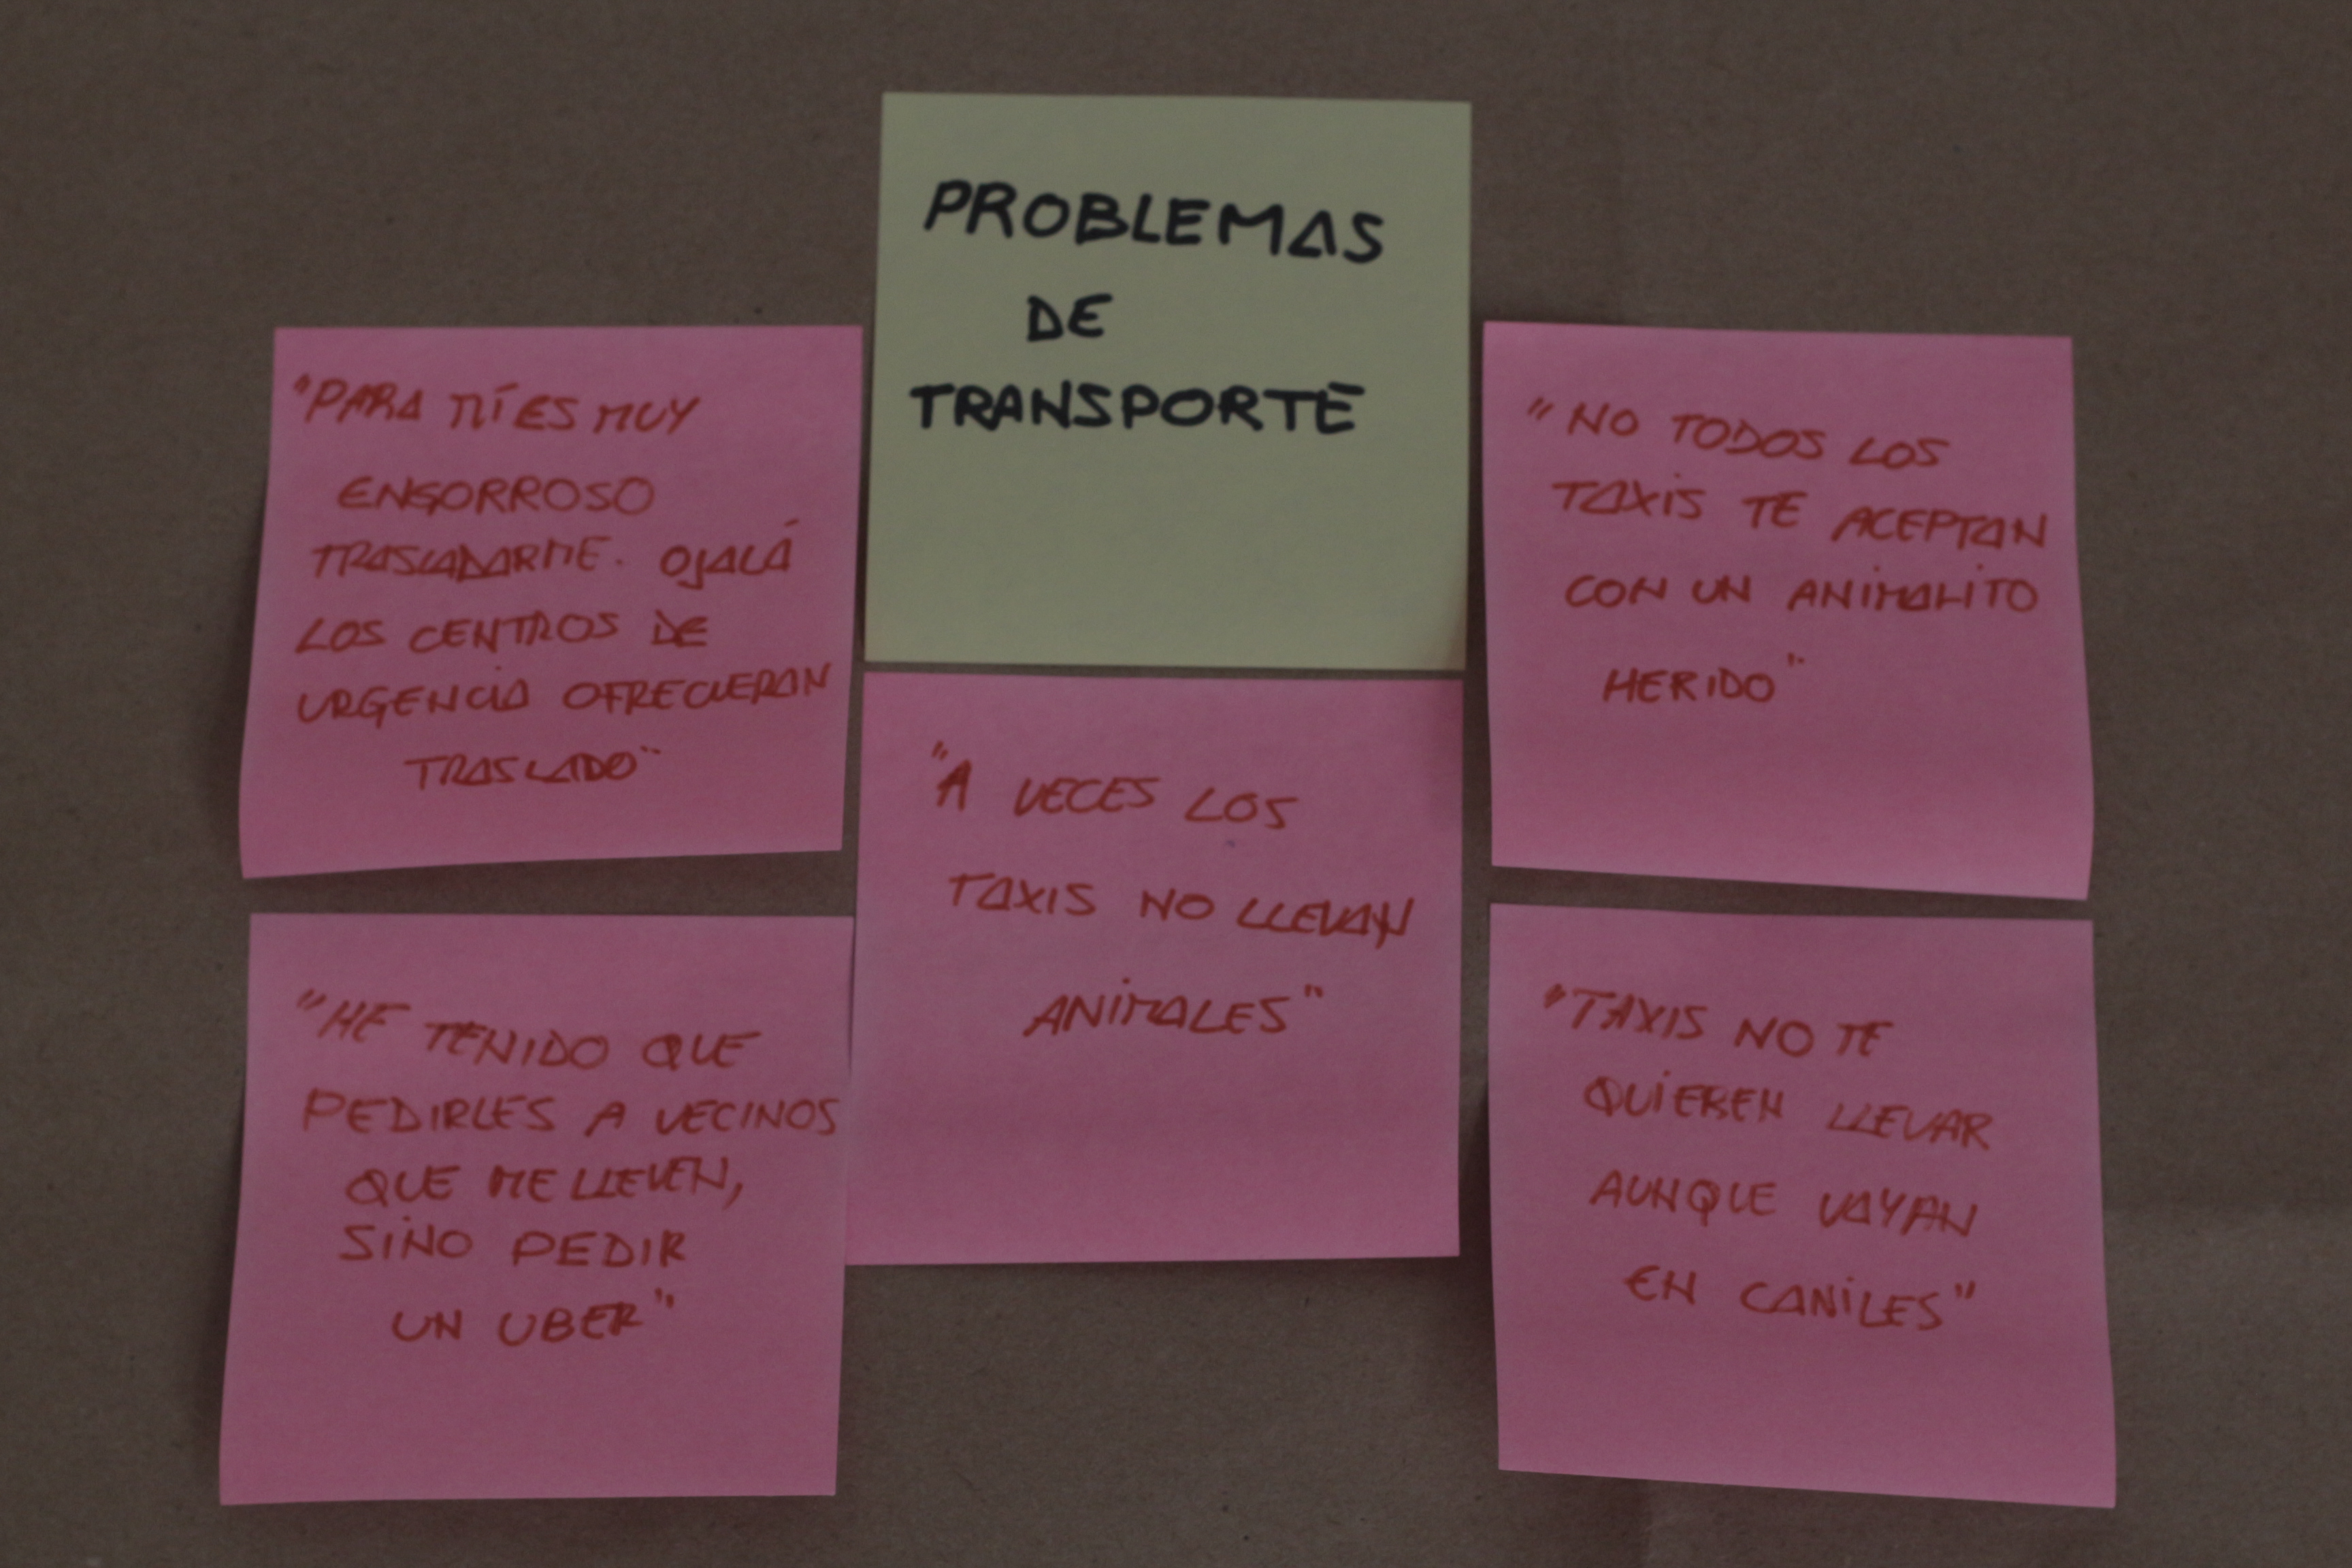 PROBLEMAS
DE
TRANSPORTE
"PARA MÍ ES MUY
ENGORROSO
TRASLADARME. OJALÁ
LOS CENTROS DE
URGENCIA OFRECIERAN
TRASLADO"
"NO TODOS LOS
TAXIS TE ACEPTAN
CON UN ANIMALITO
HERIDO"
"A VECES LOS
TAXIS NO LLEVAN
ANIMALES"
"HE TENIDO QUE
PEDIRLES A VECINOS
QUE ME LLEVEN,
SINO PEDIR
UN UBER"
"TAXIS NO TE
QUIEREN LLEVAR
AUNQUE VAYAN
EN CANILES"